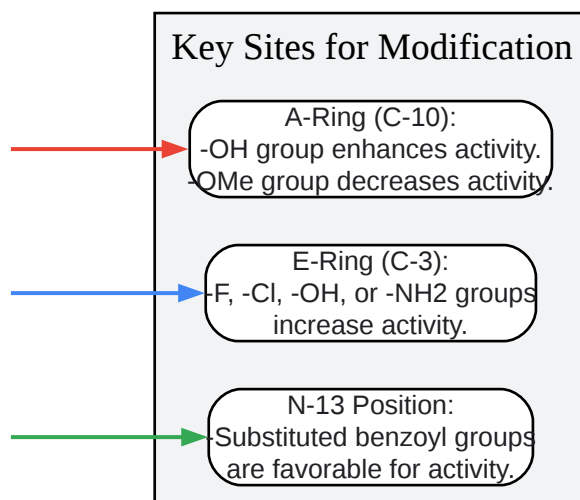 Key Sites for Modification
A-Ring (C-10):
-OH group enhances activity.
-OMe group decreases activity.
E-Ring (C-3):
-F, -Cl, -OH, or -NH2 groups
increase activity.
N-13 Position:
-Substituted benzoyl groups
are favorable for activity.